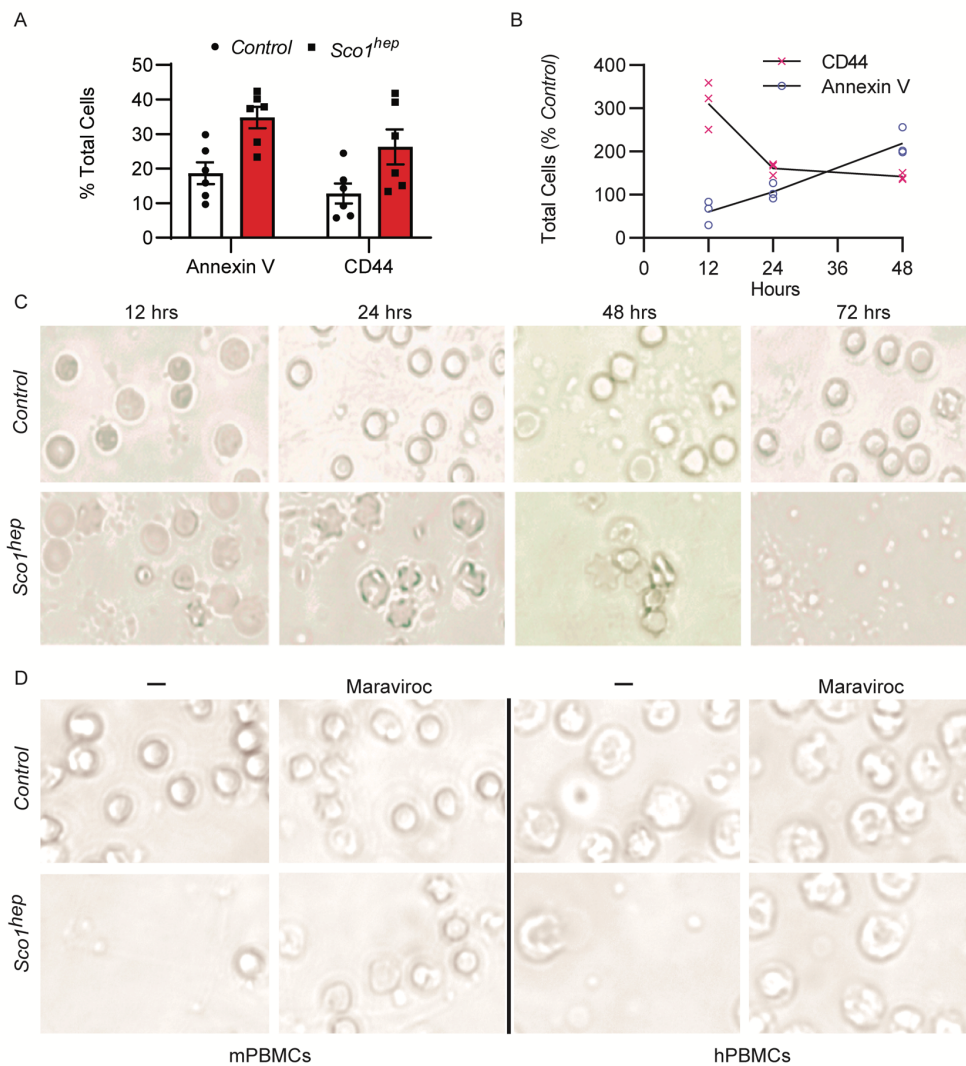 A
Control Sco1hep
% Total Cells
50
40
30
20
10
0
Annexin V CD44
B
CD44
Annexin V
Total Cells (% Control)
400
300
200
100
0
0 12 24 36 48
Hours
C
12 hrs 24 hrs 48 hrs 72 hrs
Control
Sco1hep
D
– Maraviroc – Maraviroc
Control
Sco1hep
mPBMCs hPBMCs